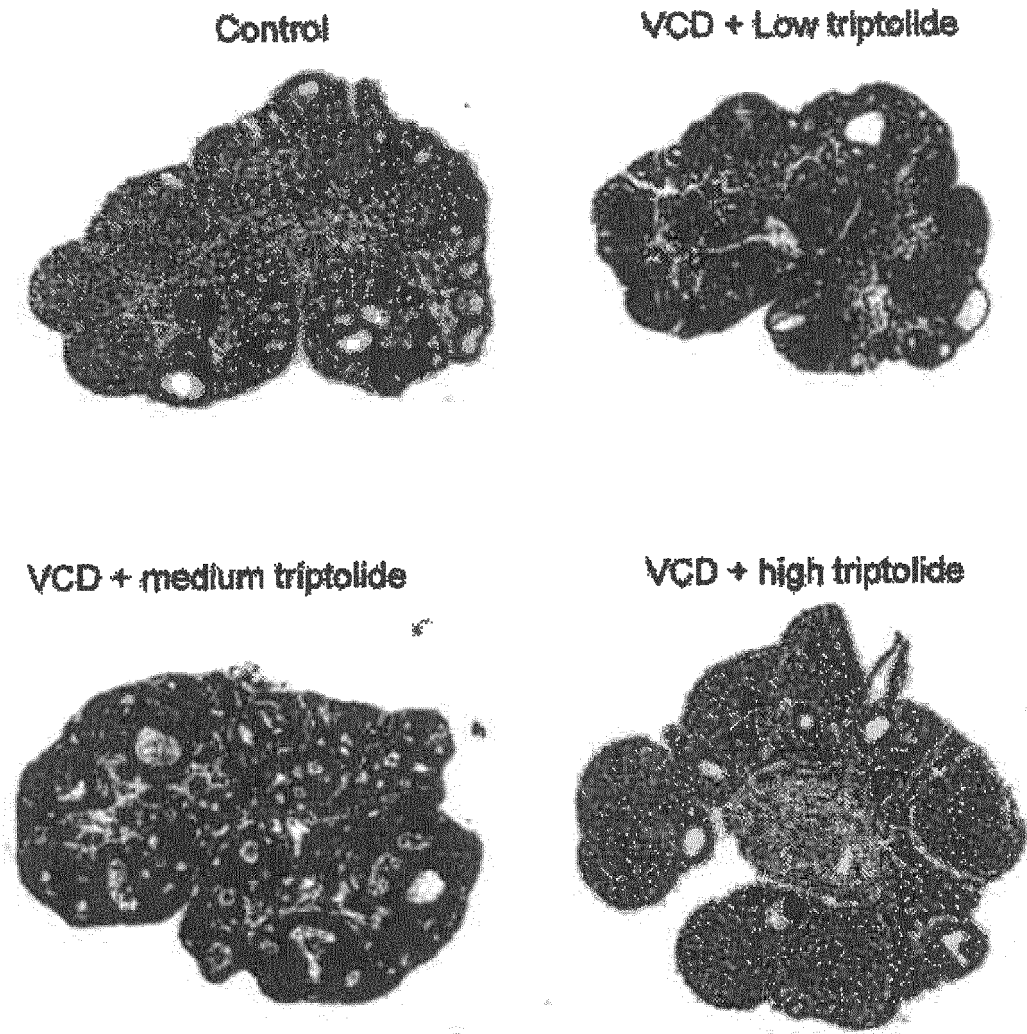 Control
VCD + Low triptolide
VCD + medium triptolide
VCD + high triptolide